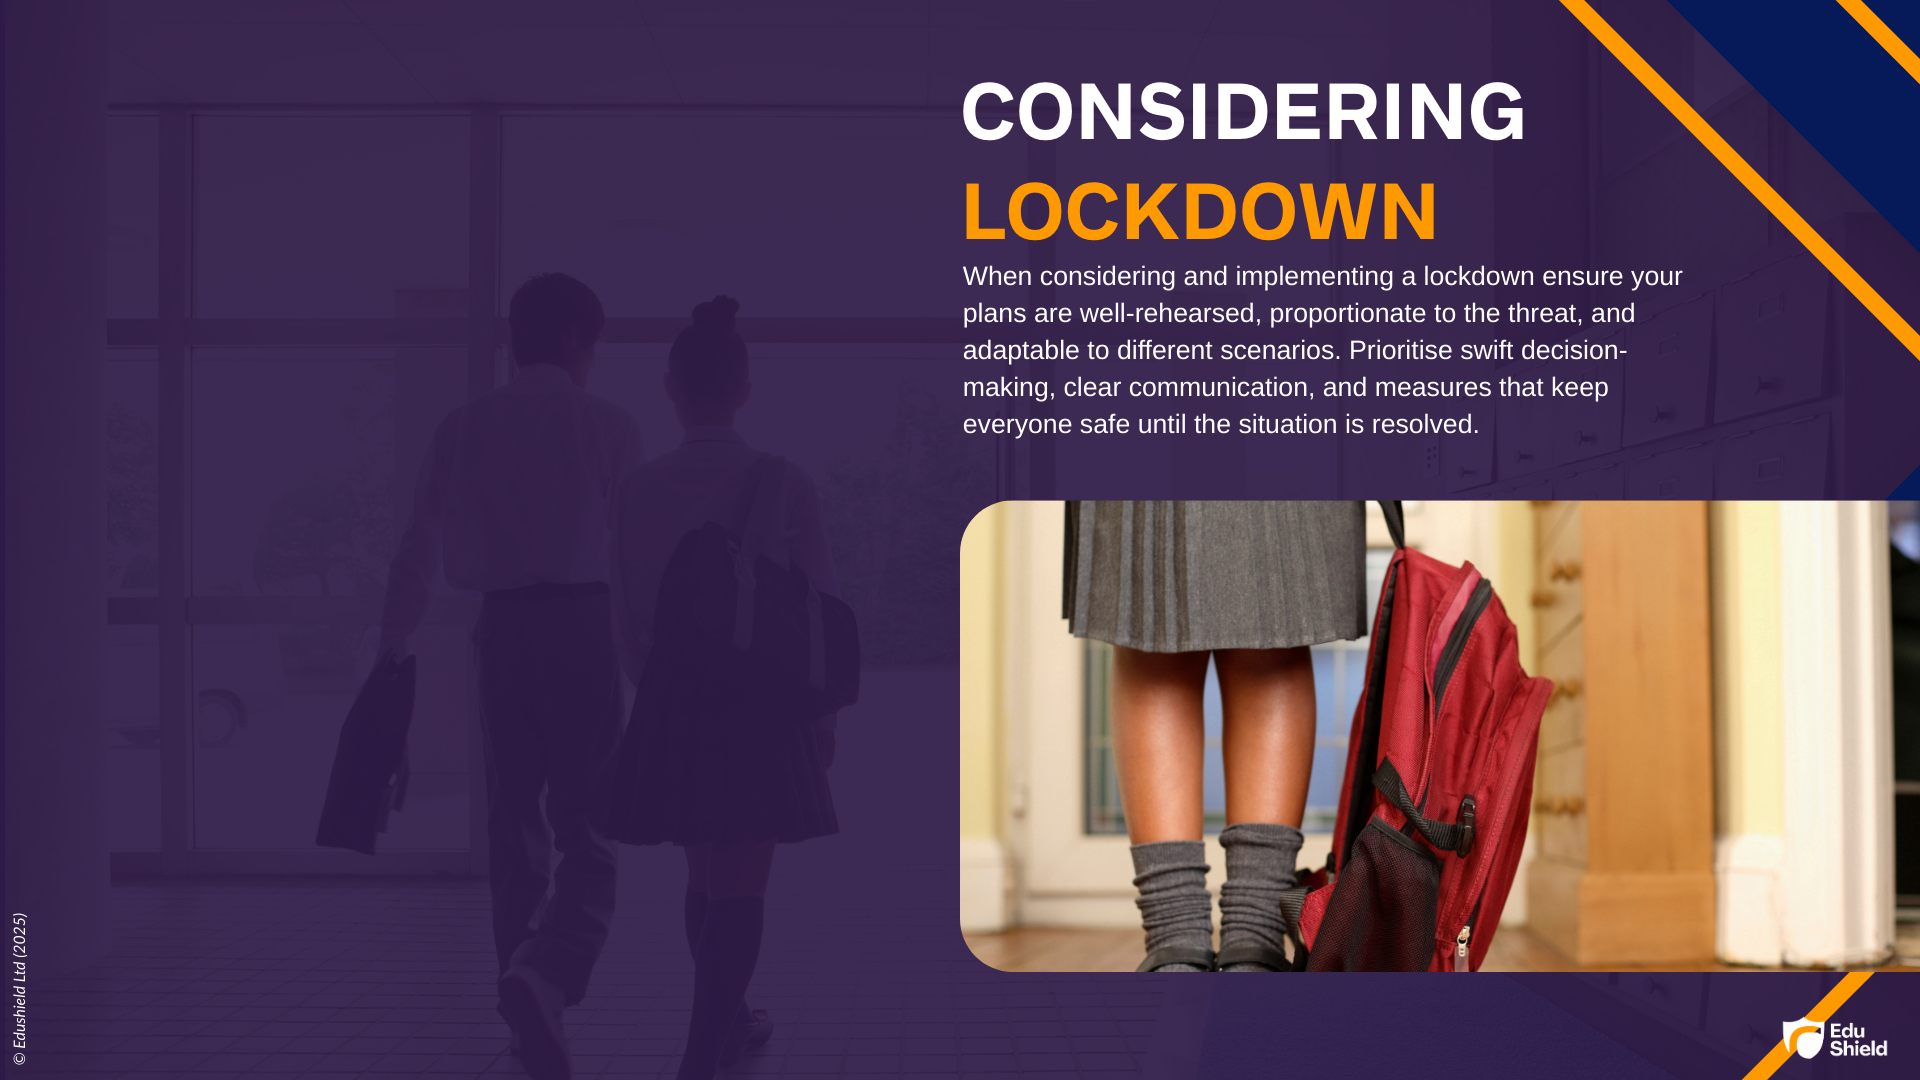 CONSIDERING
LOCKDOWN
When considering and implementing a lockdown ensure your
plans are well-rehearsed, proportionate to the threat, and
adaptable to different scenarios. Prioritise swift decision-
making, clear communication, and measures that keep
everyone safe until the situation is resolved.
© Edushield Ltd (2025)
Edu
Shield